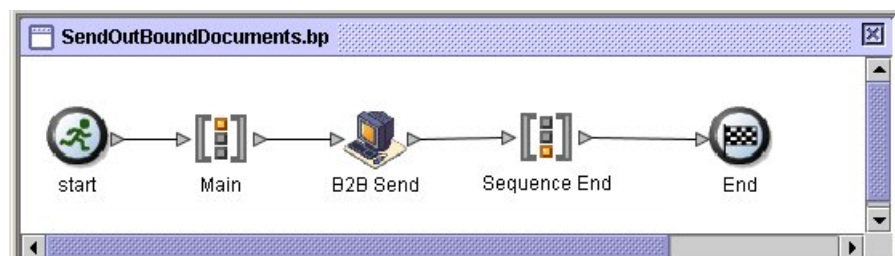 SendOutBoundDocuments.bp
start
Main
B2B Send
Sequence End
End